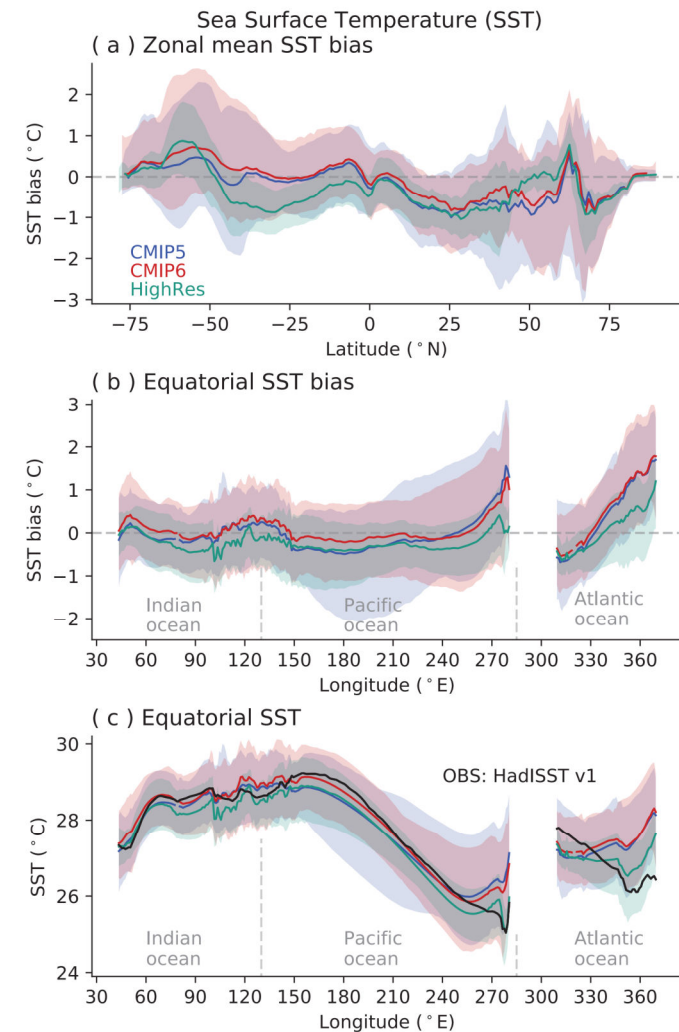 Sea Surface Temperature (SST)
( a ) Zonal mean SST bias
2
1
0
−1
−2
−3
SST bias (°C)
CMIP5
CMIP6
HighRes
−75 −50 −25 0 25 50 75
Latitude (°N)
( b ) Equatorial SST bias
3
2
1
0
−1
−2
SST bias (°C)
Indian ocean
Pacific ocean
Atlantic ocean
30 60 90 120 150 180 210 240 270 300 330 360
Longitude (°E)
( c ) Equatorial SST
30
28
26
24
SST (°C)
OBS: HadISST v1
Indian ocean
Pacific ocean
Atlantic ocean
30 60 90 120 150 180 210 240 270 300 330 360
Longitude (°E)